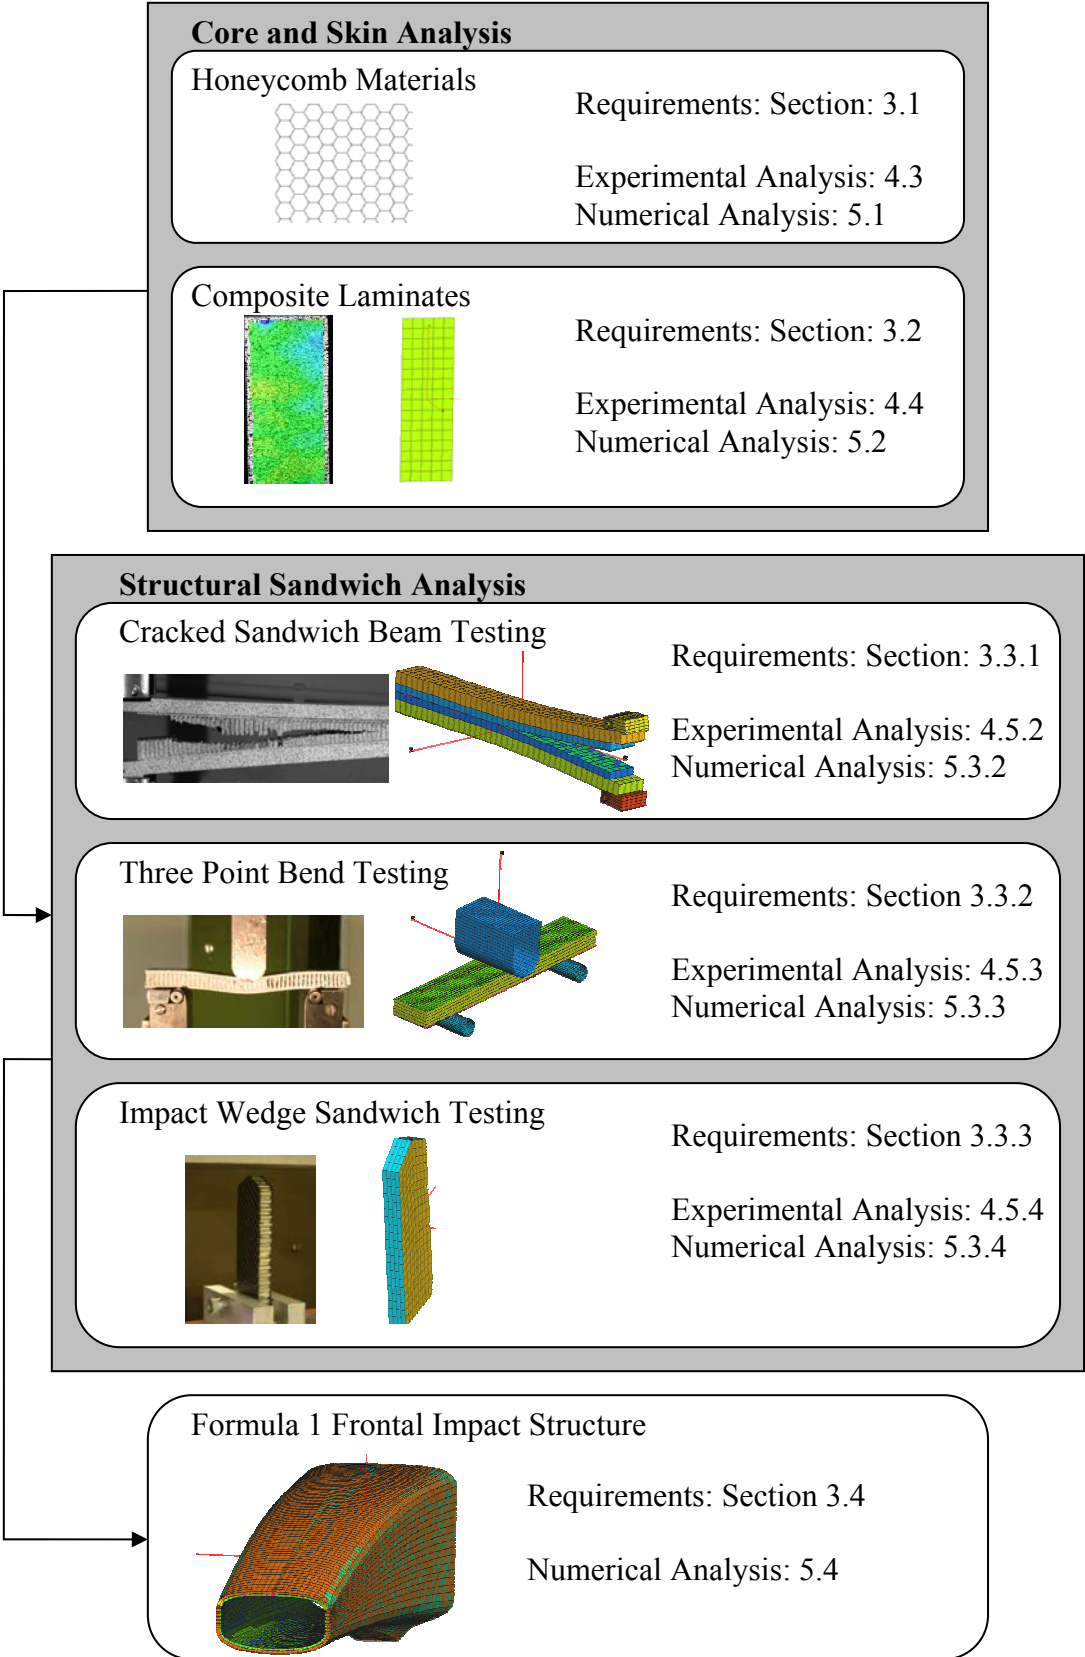 Core and Skin Analysis
Honeycomb Materials
Requirements: Section: 3.1
Experimental Analysis: 4.3
Numerical Analysis: 5.1
Composite Laminates
Requirements: Section: 3.2
Experimental Analysis: 4.4
Numerical Analysis: 5.2
Structural Sandwich Analysis
Cracked Sandwich Beam Testing
Requirements: Section: 3.3.1
Experimental Analysis: 4.5.2
Numerical Analysis: 5.3.2
Three Point Bend Testing
Requirements: Section 3.3.2
Experimental Analysis: 4.5.3
Numerical Analysis: 5.3.3
Impact Wedge Sandwich Testing
Requirements: Section 3.3.3
Experimental Analysis: 4.5.4
Numerical Analysis: 5.3.4
Formula 1 Frontal Impact Structure
Requirements: Section 3.4
Numerical Analysis: 5.4